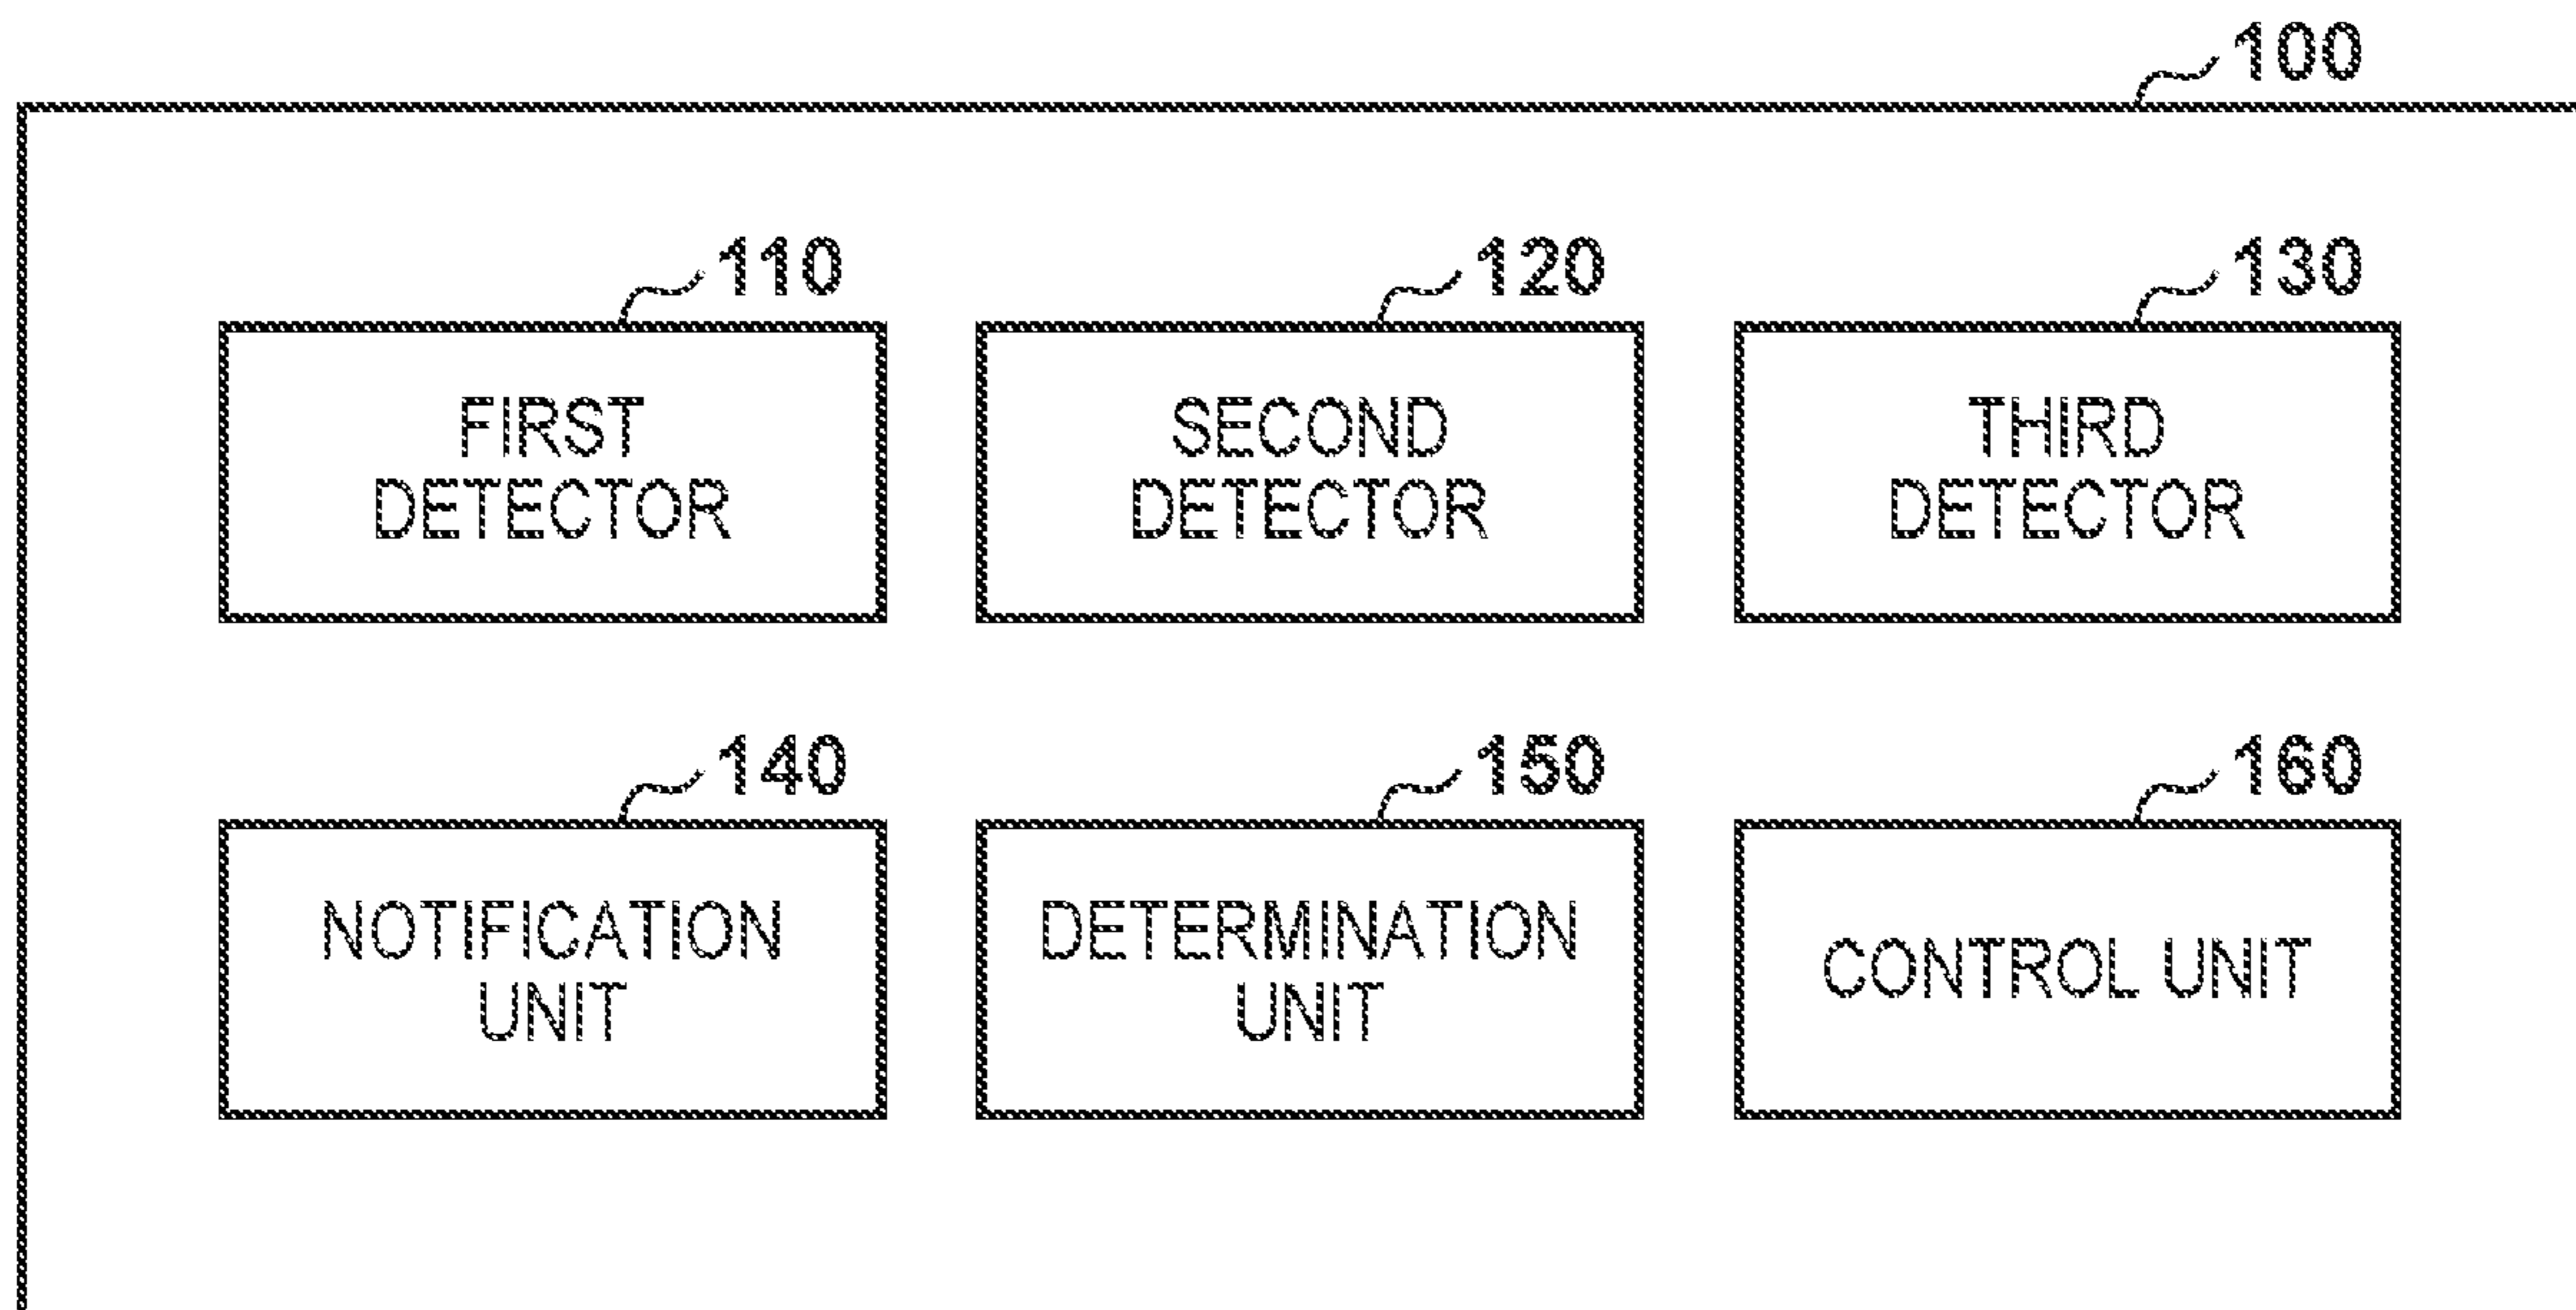 100
110
120
130
FIRST
DETECTOR
SECOND
DETECTOR
THIRD
DETECTOR
140
150
160
NOTIFICATION
UNIT
DETERMINATION
UNIT
CONTROL UNIT